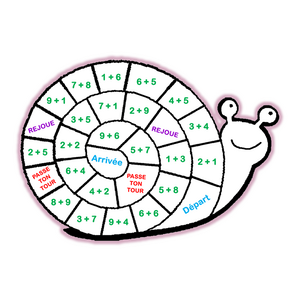 1+6
6+5
7+8
4+5
9+1
7+1
2+9
3+4
REJOUE
3+5
REJOUE
9+6
2+5
2+2
5+7
1+3
2+1
Arrivée
PASSE
TON
TOUR
6+4
PASSE
TON
TOUR
4+2
5+8
Départ
8+9
3+7
9+4
6+6